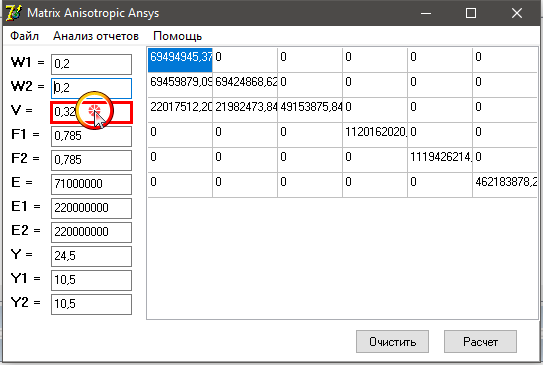 Matrix Anisotropic Ansys
Файл Анализ отчетов Помощь
W1 = 0,2
W2 = 0,2
V = 0,32
F1 = 0,785
F2 = 0,785
E = 71000000
E1 = 220000000
E2 = 220000000
Y = 24,5
Y1 = 10,5
Y2 = 10,5
69494945,37 0 0 0 0 0
69459879,09 69424868,62 0 0 0 0
22017512,20 21982473,84 49153875,84 0 0 0
0 0 0 1120162020, 0 0
0 0 0 0 1119426214, 0
0 0 0 0 0 462183878,2
Очистить Расчет